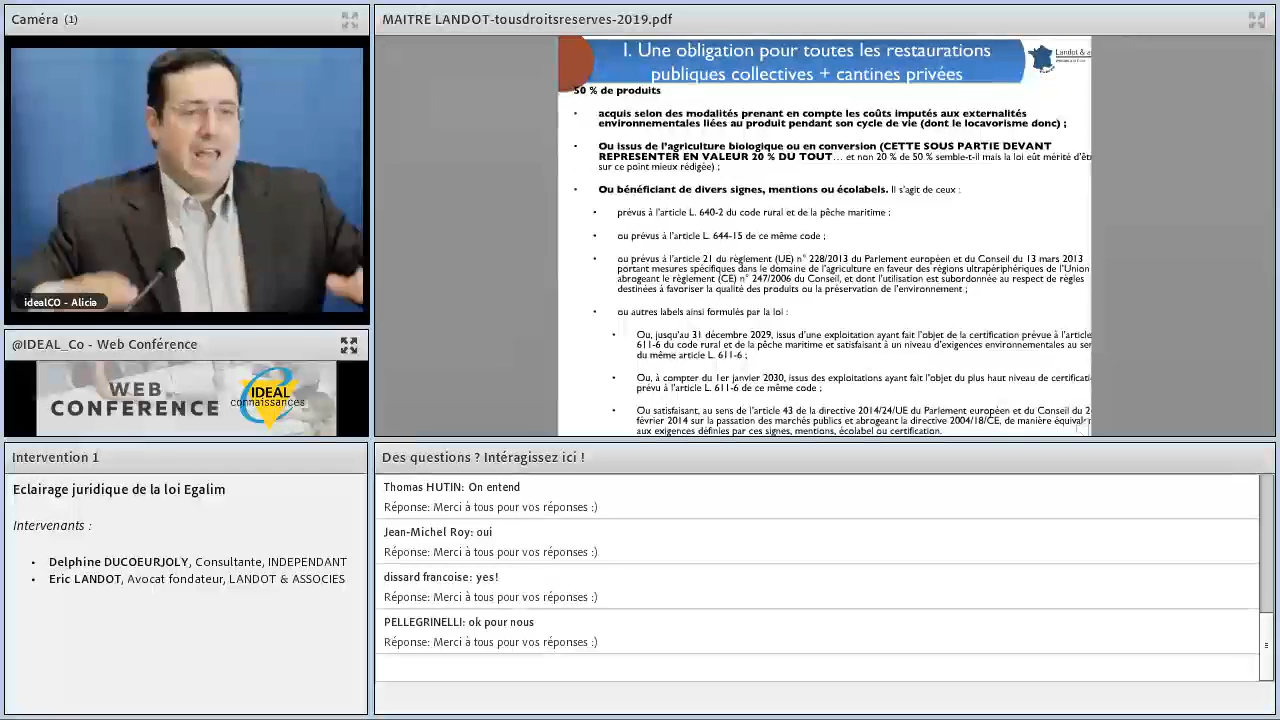 Caméra (1)
idealCO - Alicia
@IDEAL_Co - Web Conférence
WEB
CONFERENCE
IDEAL
connaissances
Intervention 1
Eclairage juridique de la loi Egalim
Intervenants :
• Delphine DUCOEURJOLY, Consultante, INDEPENDANT
• Eric LANDOT, Avocat fondateur, LANDOT & ASSOCIES
MAITRE LANDOT-tousdroitsreserves-2019.pdf
I. Une obligation pour toutes les restaurations
publiques collectives + cantines privées
Landot & a
50 % de produits
• acquis selon des modalités prenant en compte les coûts imputés aux externalités
environnementales liées au produit pendant son cycle de vie (dont le locavorisme donc) ;
• Ou issus de l'agriculture biologique ou en conversion (CETTE SOUS PARTIE DEVANT
REPRESENTER EN VALEUR 20 % DU TOUT… et non 20 % de 50 % semble-t-il mais la loi eût mérité d'êt
sur ce point mieux rédigée) ;
• Ou bénéficiant de divers signes, mentions ou écolabels. Il s'agit de ceux :
• prévus à l'article L. 640-2 du code rural et de la pêche maritime ;
• ou prévus à l'article L. 644-15 de ce même code ;
• ou prévus à l'article 21 du règlement (UE) n° 228/2013 du Parlement européen et du Conseil du 13 mars 2013
portant mesures spécifiques dans le domaine de l'agriculture en faveur des régions ultrapériphériques de l'Union
abrogeant le règlement (CE) n° 247/2006 du Conseil, et dont l'utilisation est subordonnée au respect de règles
destinées à favoriser la qualité des produits ou la préservation de l'environnement ;
• ou autres labels ainsi formulés par la loi :
• Ou, jusqu'au 31 décembre 2029, issus d'une exploitation ayant fait l'objet de la certification prévue à l'article
611-6 du code rural et de la pêche maritime et satisfaisant à un niveau d'exigences environnementales au se
du même article L. 611-6 ;
• Ou, à compter du 1er janvier 2030, issus des exploitations ayant fait l'objet du plus haut niveau de certificati
prévu à l'article L. 611-6 de ce même code ;
• Ou satisfaisant, au sens de l'article 43 de la directive 2014/24/UE du Parlement européen et du Conseil du 2
février 2014 sur la passation des marchés publics et abrogeant la directive 2004/18/CE, de manière équival
aux exigences définies par ces signes, mentions, écolabel ou certification.
Des questions ? Intéragissez ici !
Thomas HUTIN: On entend
Réponse: Merci à tous pour vos réponses :)
Jean-Michel Roy: oui
Réponse: Merci à tous pour vos réponses :)
dissard francoise: yes!
Réponse: Merci à tous pour vos réponses :)
PELLEGRINELLI: ok pour nous
Réponse: Merci à tous pour vos réponses :)